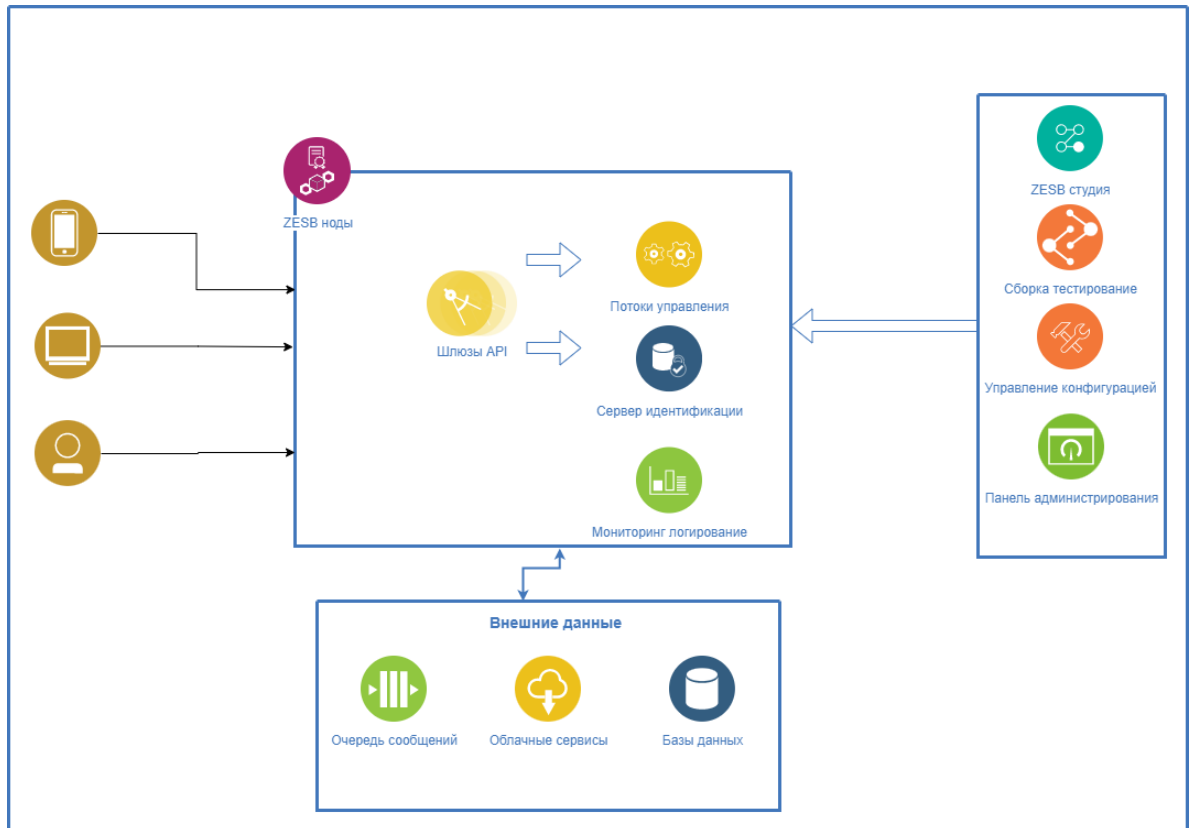 ZESB ноды
Шлюзы API
Потоки управления
Сервер идентификации
Мониторинг логирование
ZESB студия
Сборка тестирование
Управление конфигурацией
Панель администрирования
Внешние данные
Очередь сообщений
Облачные сервисы
Базы данных